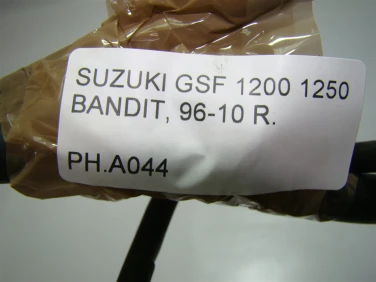 SUZUKI GSF 1200 1250
BANDIT, 96-10 R.
PH.A044